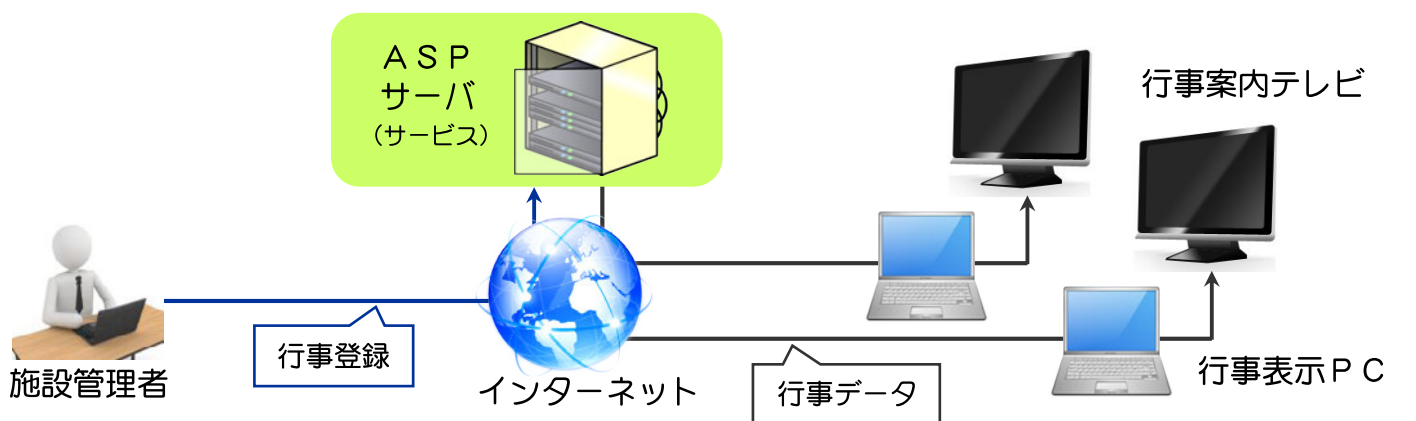 ASP
サーバ
(サービス)
行事案内テレビ
行事登録
施設管理者
インターネット
行事データ
行事表示PC